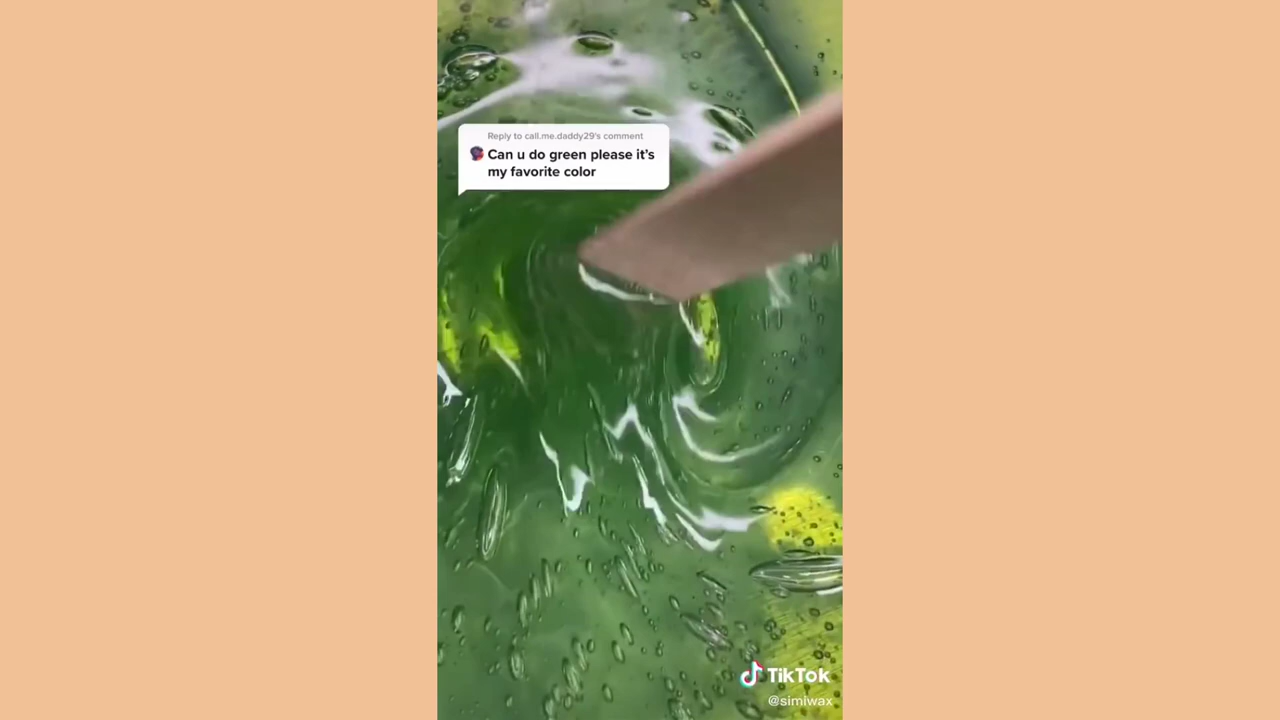 Reply to call.me.daddy29's comment
Can u do green please it's
my favorite color
TikTok
@simiwax